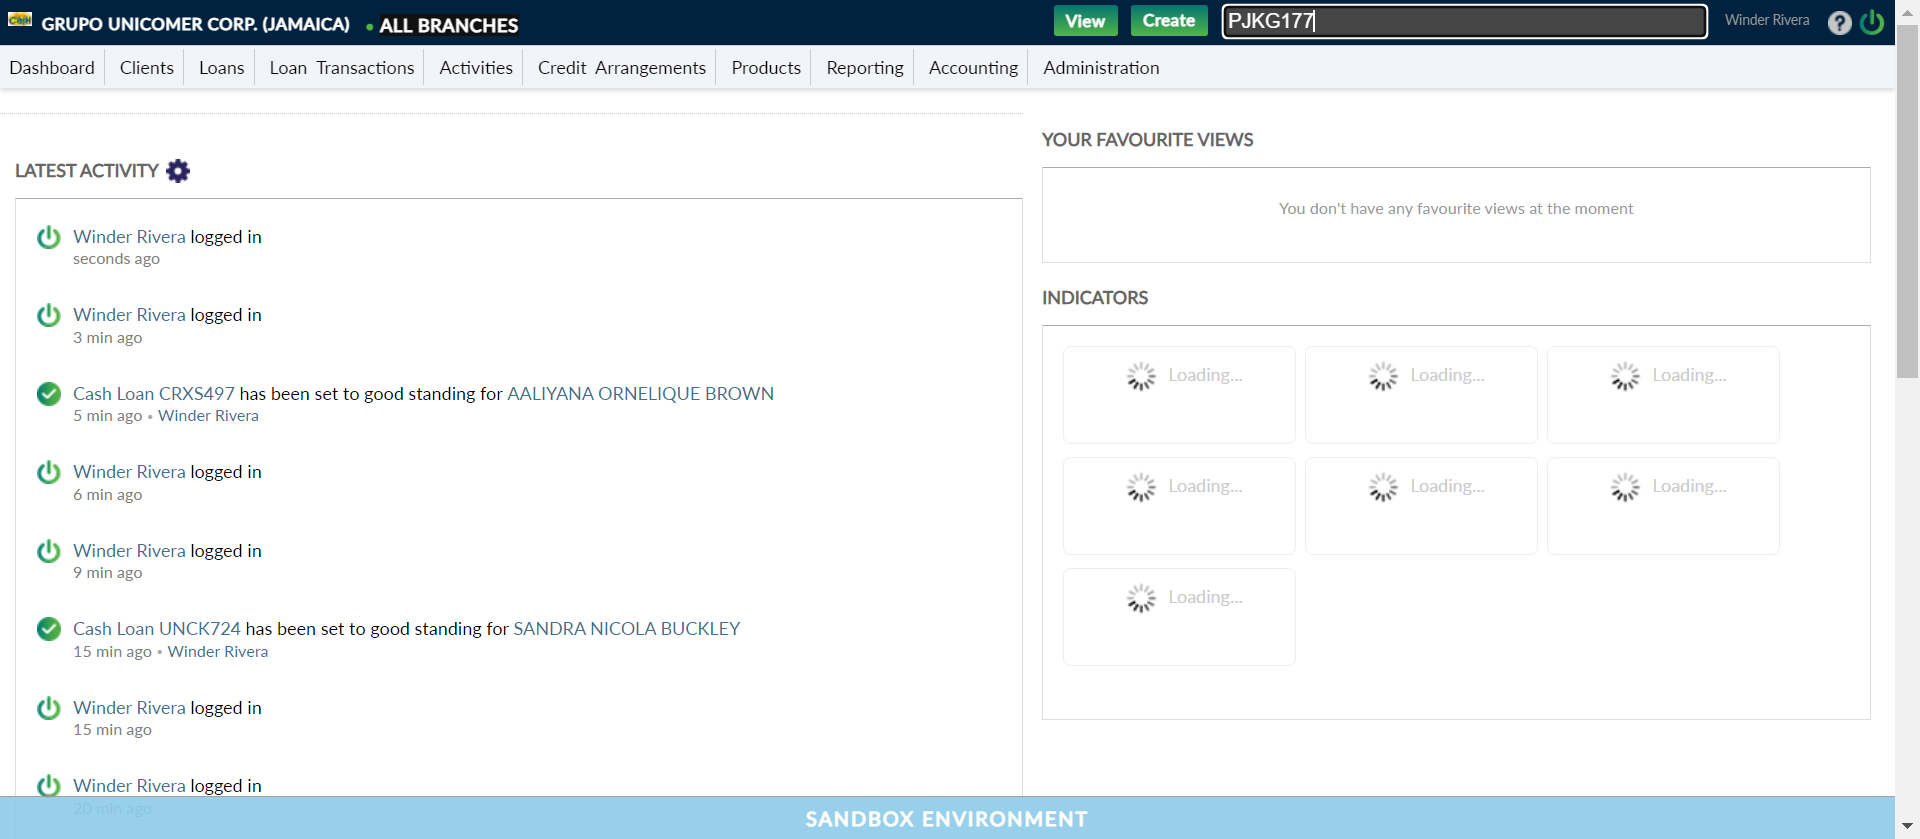 Cash GRUPO UNICOMER CORP. (JAMAICA) • ALL BRANCHES View Create PJKG177 Winder Rivera ?
Dashboard Clients Loans Loan Transactions Activities Credit Arrangements Products Reporting Accounting Administration
LATEST ACTIVITY
Winder Rivera logged in
seconds ago
Winder Rivera logged in
3 min ago
Cash Loan CRXS497 has been set to good standing for AALIYANA ORNELIQUE BROWN
5 min ago • Winder Rivera
Winder Rivera logged in
6 min ago
Winder Rivera logged in
9 min ago
Cash Loan UNCK724 has been set to good standing for SANDRA NICOLA BUCKLEY
15 min ago • Winder Rivera
Winder Rivera logged in
15 min ago
Winder Rivera logged in
20 min ago
YOUR FAVOURITE VIEWS
You don't have any favourite views at the moment
INDICATORS
Loading... Loading... Loading...
Loading... Loading... Loading...
Loading...
SANDBOX ENVIRONMENT